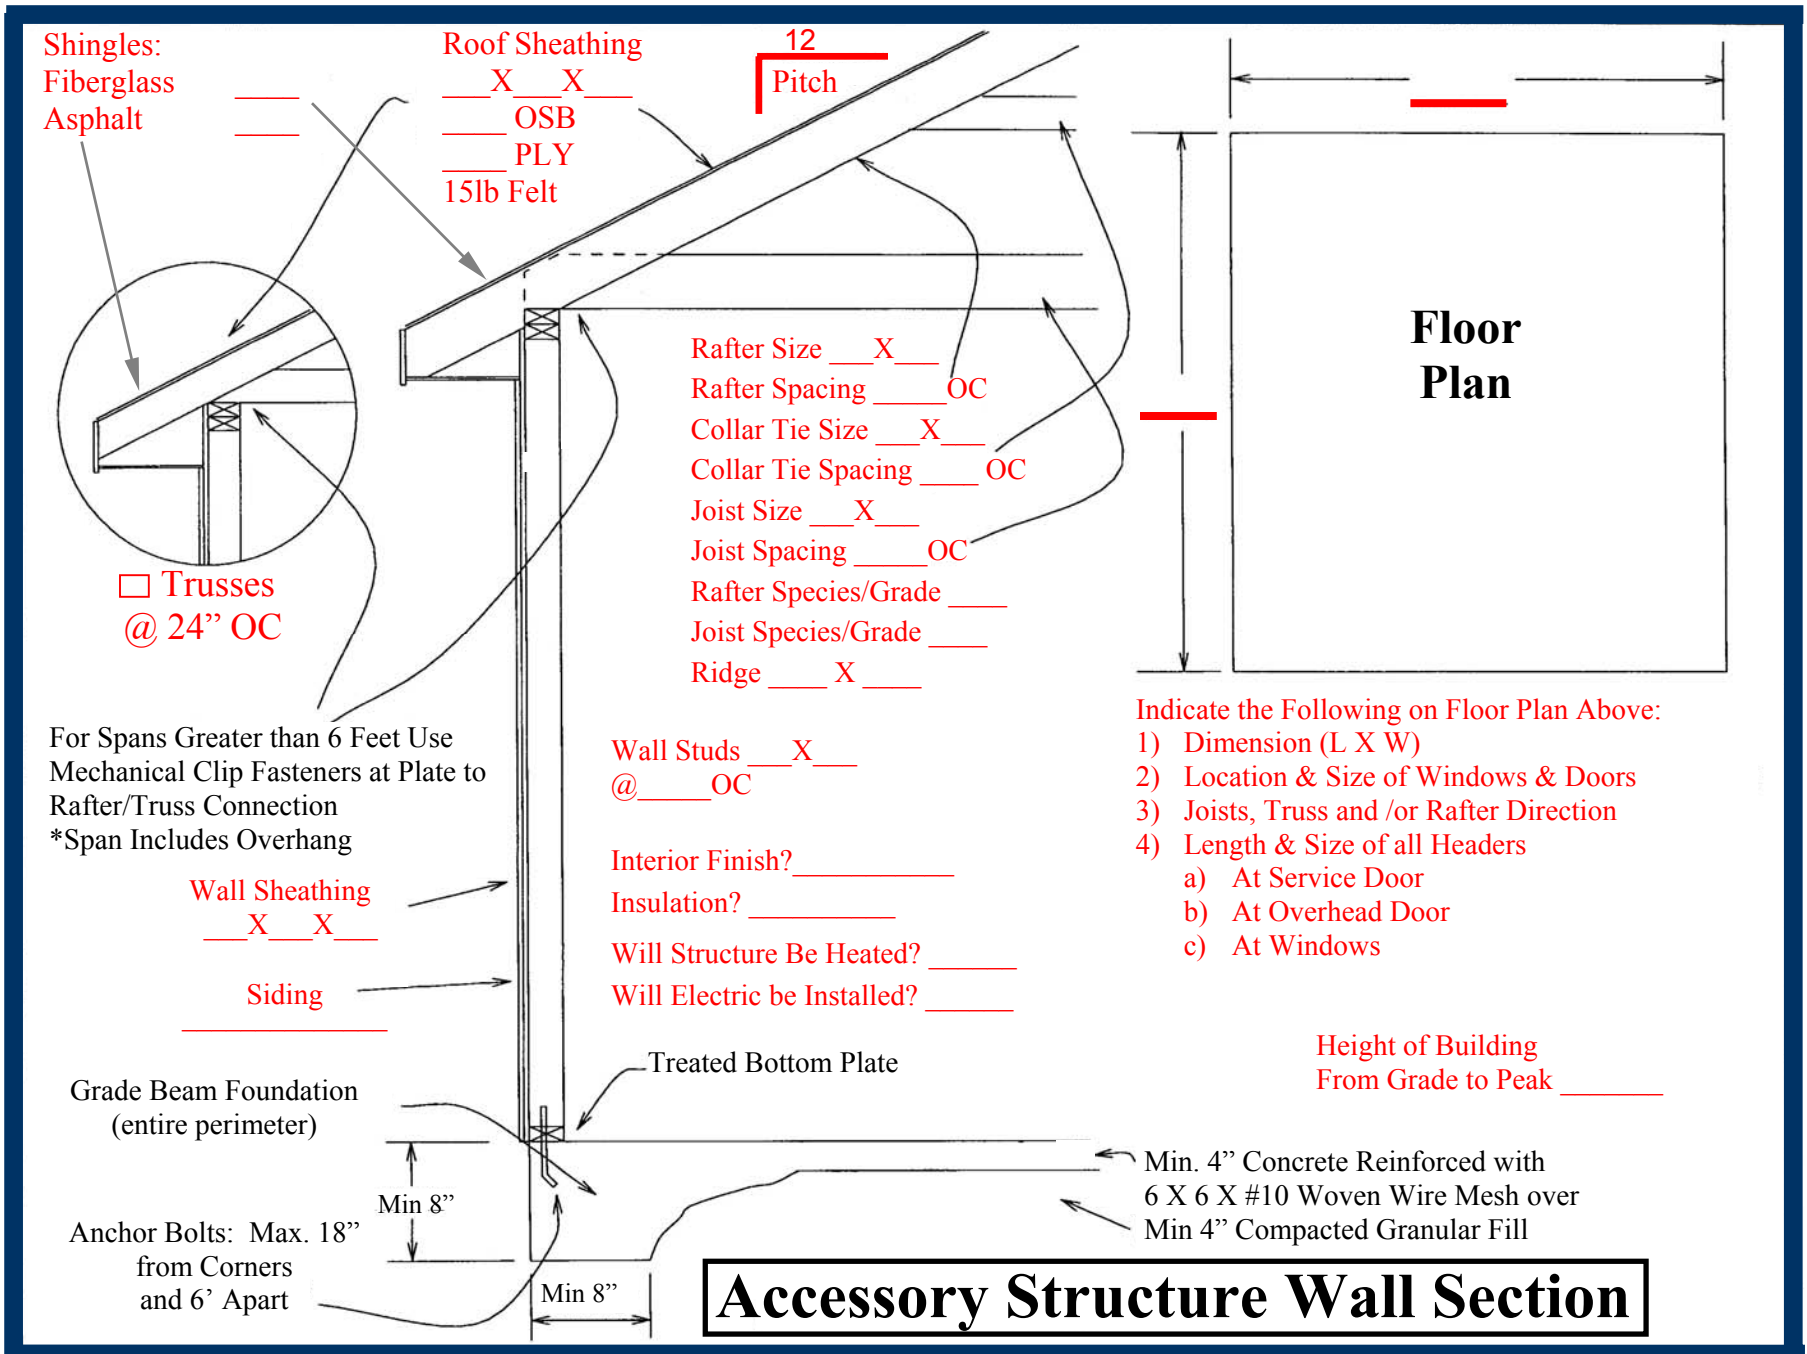 Shingles:
Fiberglass ____
Asphalt ____
Roof Sheathing
___X___X___
____ OSB
____ PLY
15lb Felt
12
Pitch
Floor
Plan
Rafter Size ___X___
Rafter Spacing _____OC
Collar Tie Size ___X___
Collar Tie Spacing ____ OC
Joist Size ___X___
Joist Spacing _____OC
Rafter Species/Grade ____
Joist Species/Grade ____
Ridge ____ X ____
☐ Trusses
@ 24” OC
For Spans Greater than 6 Feet Use
Mechanical Clip Fasteners at Plate to
Rafter/Truss Connection
*Span Includes Overhang
Wall Studs ___X___
@_____OC
Interior Finish?___________
Insulation? __________
Will Structure Be Heated? ______
Will Electric be Installed? ______
Indicate the Following on Floor Plan Above:
1) Dimension (L X W)
2) Location & Size of Windows & Doors
3) Joists, Truss and /or Rafter Direction
4) Length & Size of all Headers
a) At Service Door
b) At Overhead Door
c) At Windows
Wall Sheathing
___X___X___
Siding
______________
Height of Building
From Grade to Peak _______
Treated Bottom Plate
Grade Beam Foundation
(entire perimeter)
Min 8”
Anchor Bolts: Max. 18”
from Corners
and 6’ Apart
Min 8”
Min. 4” Concrete Reinforced with
6 X 6 X #10 Woven Wire Mesh over
Min 4” Compacted Granular Fill
Accessory Structure Wall Section